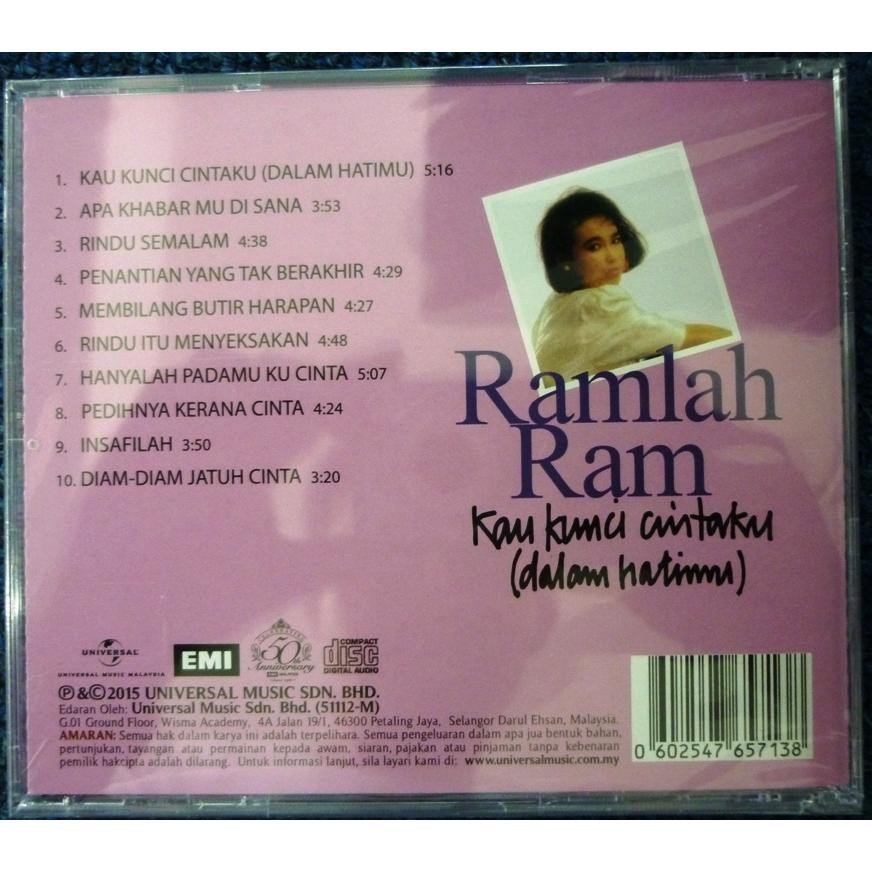 1. KAU KUNCI CINTAKU (DALAM HATIMU) 5:16
2. APA KHABAR MU DI SANA 3:53
3. RINDU SEMALAM 4:38
4. PENANTIAN YANG TAK BERAKHIR 4:29
5. MEMBILANG BUTIR HARAPAN 4:27
6. RINDU ITU MENYEKSAKAN 4:48
7. HANYALAH PADAMU KU CINTA 5:07
8. PEDIHNYA KERANA CINTA 4:24
9. INSAFILAH 3:50
10. DIAM-DIAM JATUH CINTA 3:20
Ramlah
Ram
kau kunci cintaku
(dalam hatimu)
UNIVERSAL
UNIVERSAL MUSIC MALAYSIA
EMI
CELEBRATING
50th
Anniversary
EMI
COMPACT
disc
DIGITAL AUDIO
℗&©2015 UNIVERSAL MUSIC SDN. BHD.
Edaran Oleh: Universal Music Sdn. Bhd. (51112-M)
G.01 Ground Floor, Wisma Academy, 4A Jalan 19/1, 46300 Petaling Jaya, Selangor Darul Ehsan, Malaysia.
AMARAN: Semua hak dalam karya ini adalah terpelihara. Semua pengeluaran dalam apa jua bentuk bahan,
pertunjukan, tayangan atau permainan kepada awam, siaran, pajakan atau pinjaman tanpa kebenaran
pemilik hakcipta adalah dilarang. Untuk informasi lanjut, sila layari kami di: www.universalmusic.com.my
0 602547 657138